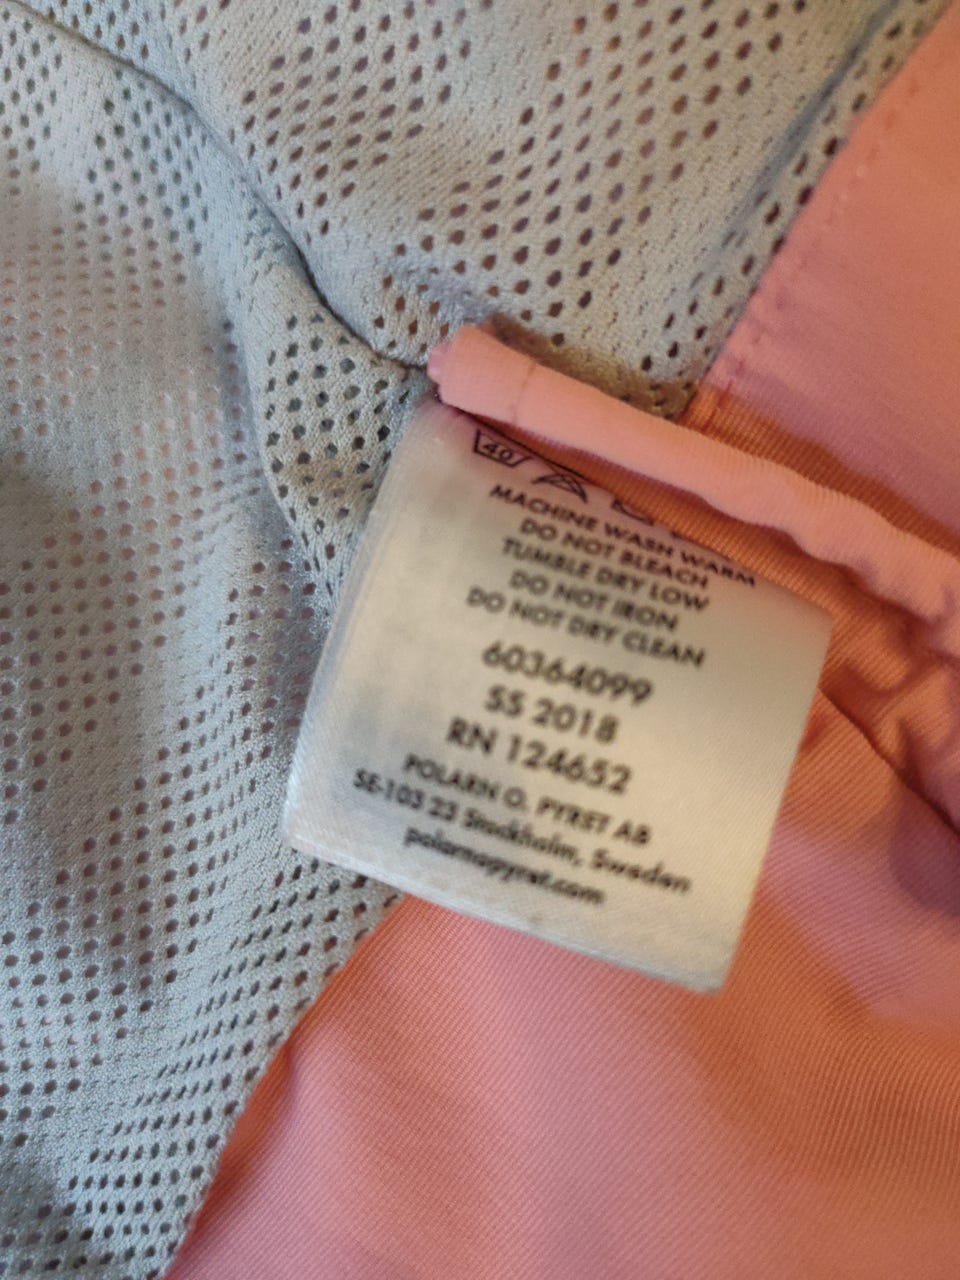 40
MACHINE WASH WARM
DO NOT BLEACH
TUMBLE DRY LOW
DO NOT IRON
DO NOT DRY CLEAN
60364099
SS 2018
RN 124652
POLARN O. PYRET AB
SE-103 23 Stockholm, Sweden
polarnopyret.com